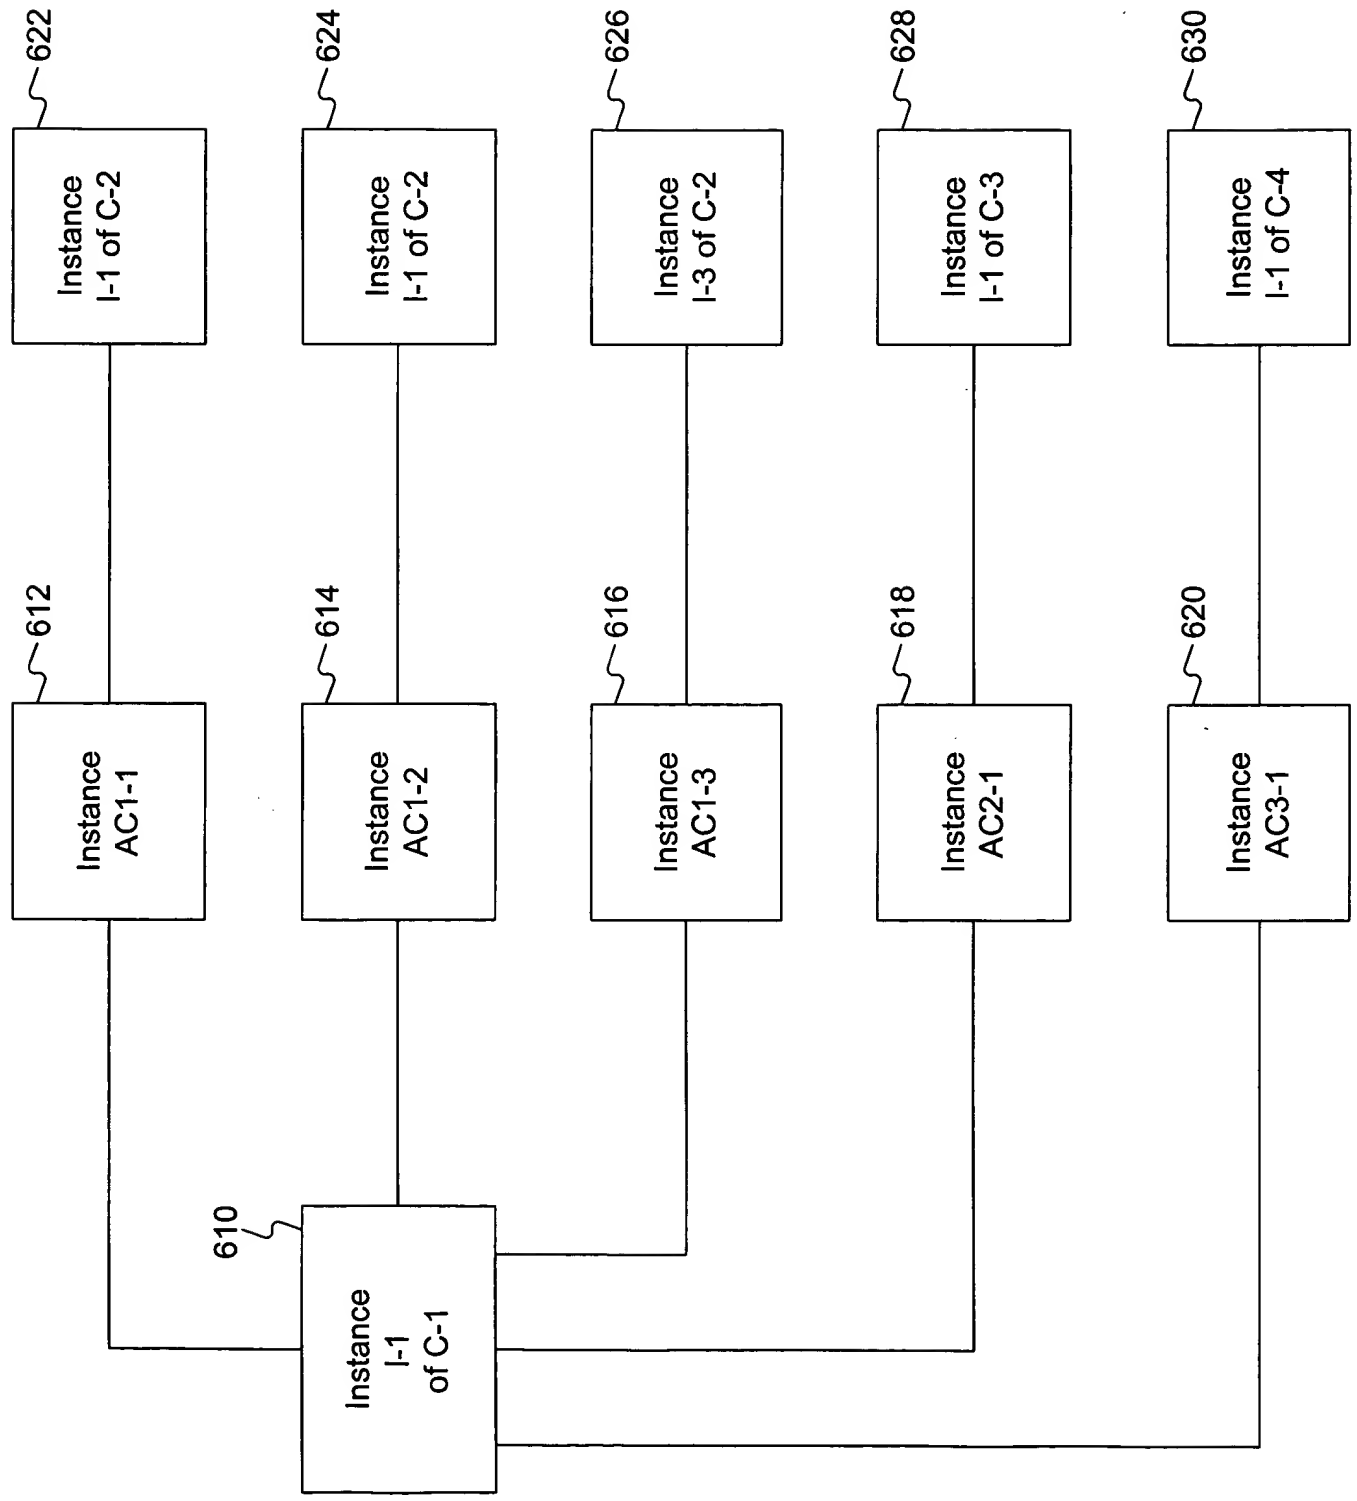 610
Instance
I-1
of C-1
612
Instance
AC1-1
622
Instance
I-1 of C-2
614
Instance
AC1-2
624
Instance
I-1 of C-2
616
Instance
AC1-3
626
Instance
I-3 of C-2
618
Instance
AC2-1
628
Instance
I-1 of C-3
620
Instance
AC3-1
630
Instance
I-1 of C-4